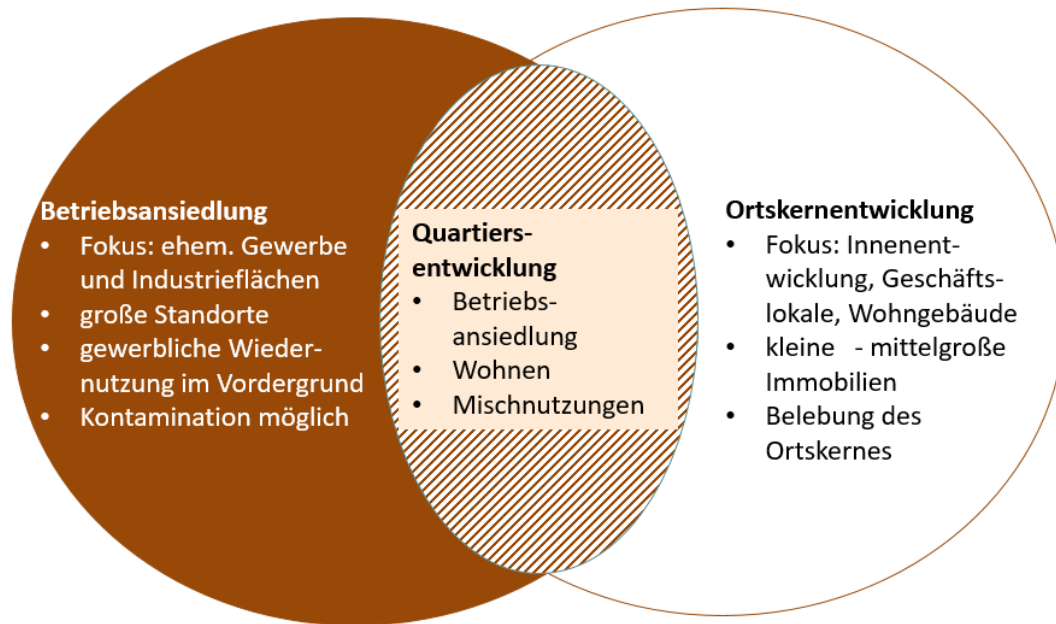 Betriebsansiedlung
• Fokus: ehem. Gewerbe
und Industrieflächen
• große Standorte
• gewerbliche Wieder-
nutzung im Vordergrund
• Kontamination möglich
Quartiers-
entwicklung
• Betriebs-
ansiedlung
• Wohnen
• Mischnutzungen
Ortskernentwicklung
• Fokus: Innenent-
wicklung, Geschäfts-
lokale, Wohngebäude
• kleine - mittelgroße
Immobilien
• Belebung des
Ortskernes